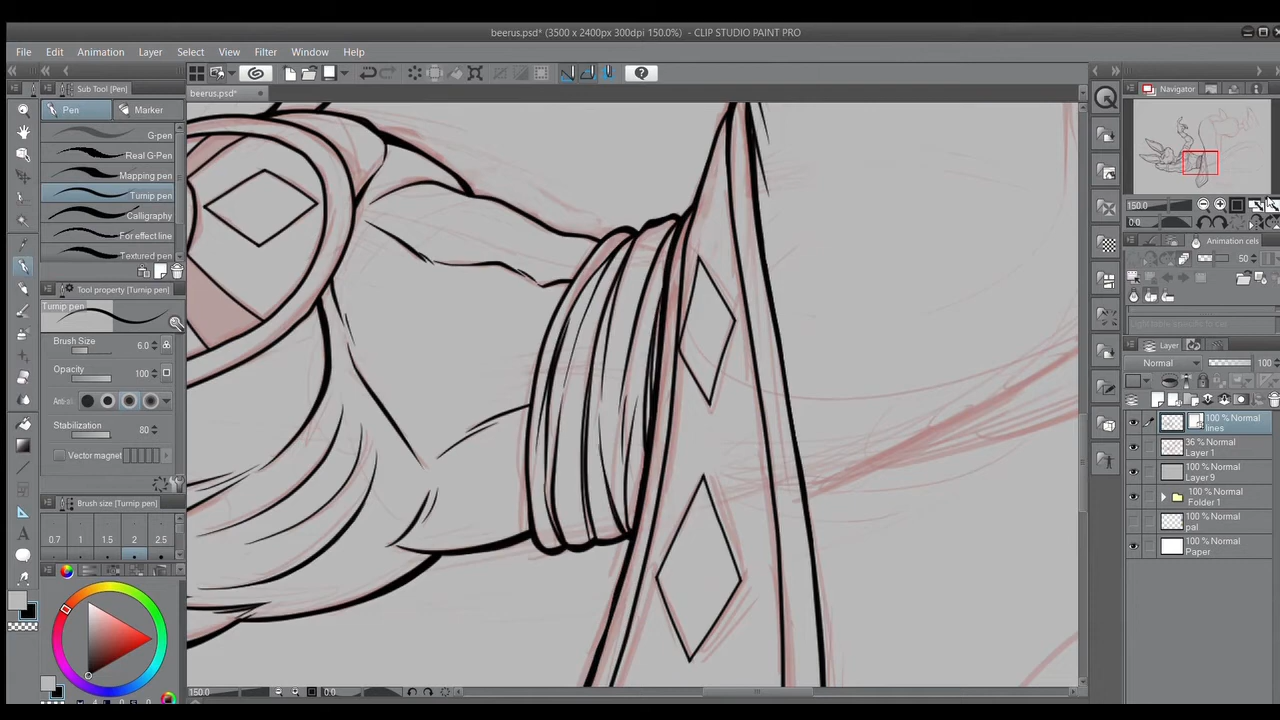 beerus.psd* (3500 x 2400px 300dpi 150.0%) - CLIP STUDIO PAINT PRO
File Edit Animation Layer Select View Filter Window Help
Sub Tool [Pen]
beerus.psd*
Navigator
Pen Marker
G-pen
Real G-Pen
Mapping pen
Turnip pen
Calligraphy
For effect line
Textured pen
150.0
0.0
Animation cels
50
Tool property [Turnip pen]
Turnip pen
Brush Size 6.0
Opacity 100
Anti-al
Stabilization 80
Vector magnet
Layer
Normal 100
100 % Normal
lines
36 % Normal
Layer 1
100 % Normal
Layer 9
100 % Normal
Folder 1
100 % Normal
pal
100 % Normal
Paper
Brush size [Turnip pen]
0.7 1 1.5 2 2.5
150.0 0.0